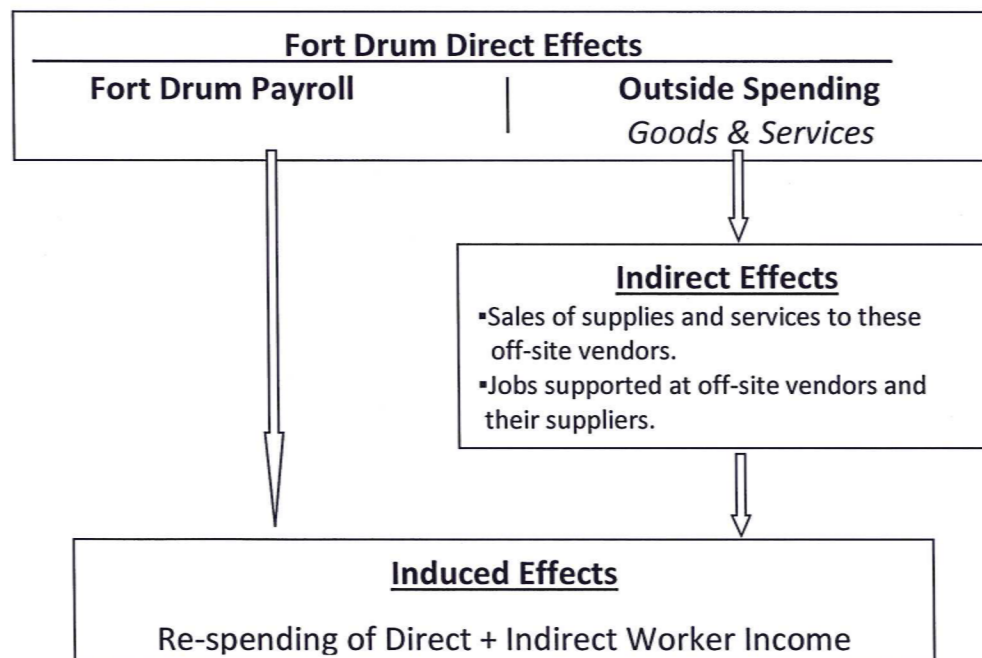 Fort Drum Direct Effects
Fort Drum Payroll
Outside Spending
Goods & Services
Indirect Effects
▪Sales of supplies and services to these
off-site vendors.
▪Jobs supported at off-site vendors and
their suppliers.
Induced Effects
Re-spending of Direct + Indirect Worker Income